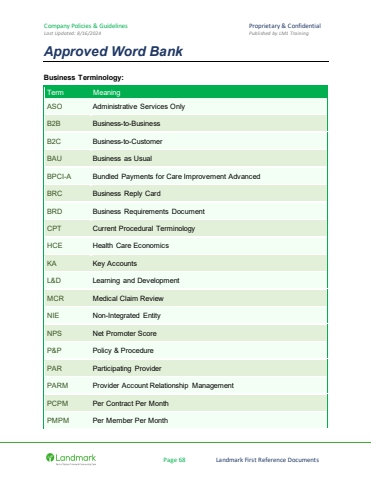 Company Policies & Guidelines Proprietary & Confidential
Last Updated 8/16/2024 Published by LM1 Training
Approved Word Bank
Business Terminology:
Term Meaning
ASO Administrative Services Only
B2B Business-to-Business
B2C Business-to-Customer
BAU Business as Usual
BPCI-A Bundled Payments for Care Improvement Advanced
BRC Business Reply Card
BRD Business Requirements Document
CPT Current Procedural Terminology
HCE Health Care Economics
KA Key Accounts
L&D Learning and Development
MCR Medical Claim Review
NIE Non-Integrated Entity
NPS Net Promoter Score
P&P Policy & Procedure
PAR Participating Provider
PARM Provider Account Relationship Management
PCPM Per Contract Per Month
PMPM Per Member Per Month
Landmark Page 68 Landmark First Reference Documents